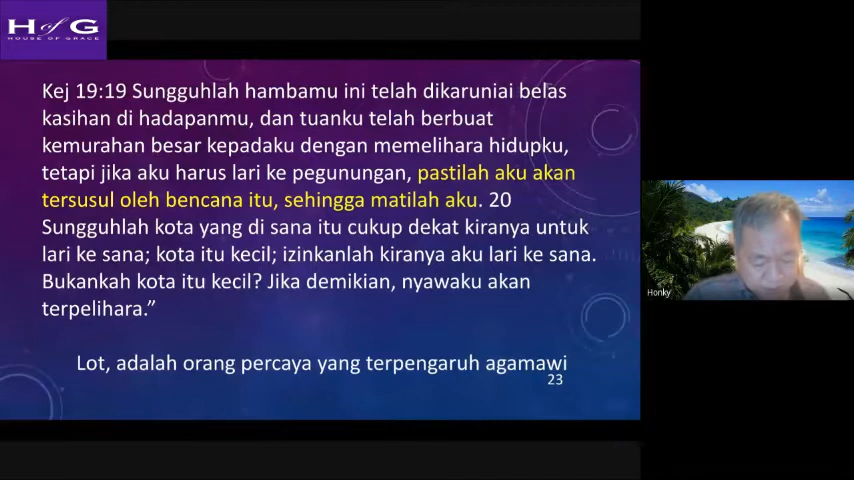 H of G
HOUSE OF GRACE
Kej 19:19 Sungguhlah hambamu ini telah dikaruniai belas
kasihan di hadapanmu, dan tuanku telah berbuat
kemurahan besar kepadaku dengan memelihara hidupku,
tetapi jika aku harus lari ke pegunungan, pastilah aku akan
tersusul oleh bencana itu, sehingga matilah aku. 20
Sungguhlah kota yang di sana itu cukup dekat kiranya untuk
lari ke sana; kota itu kecil; izinkanlah kiranya aku lari ke sana.
Bukankah kota itu kecil? Jika demikian, nyawaku akan
terpelihara.”
Lot, adalah orang percaya yang terpengaruh agamawi
23
Honky